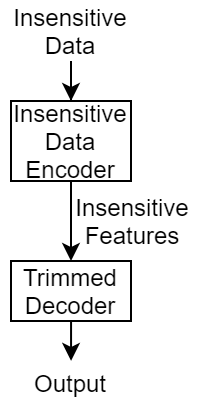 Insensitive
Data
Insensitive
Data
Encoder
Insensitive
Features
Trimmed
Decoder
Output